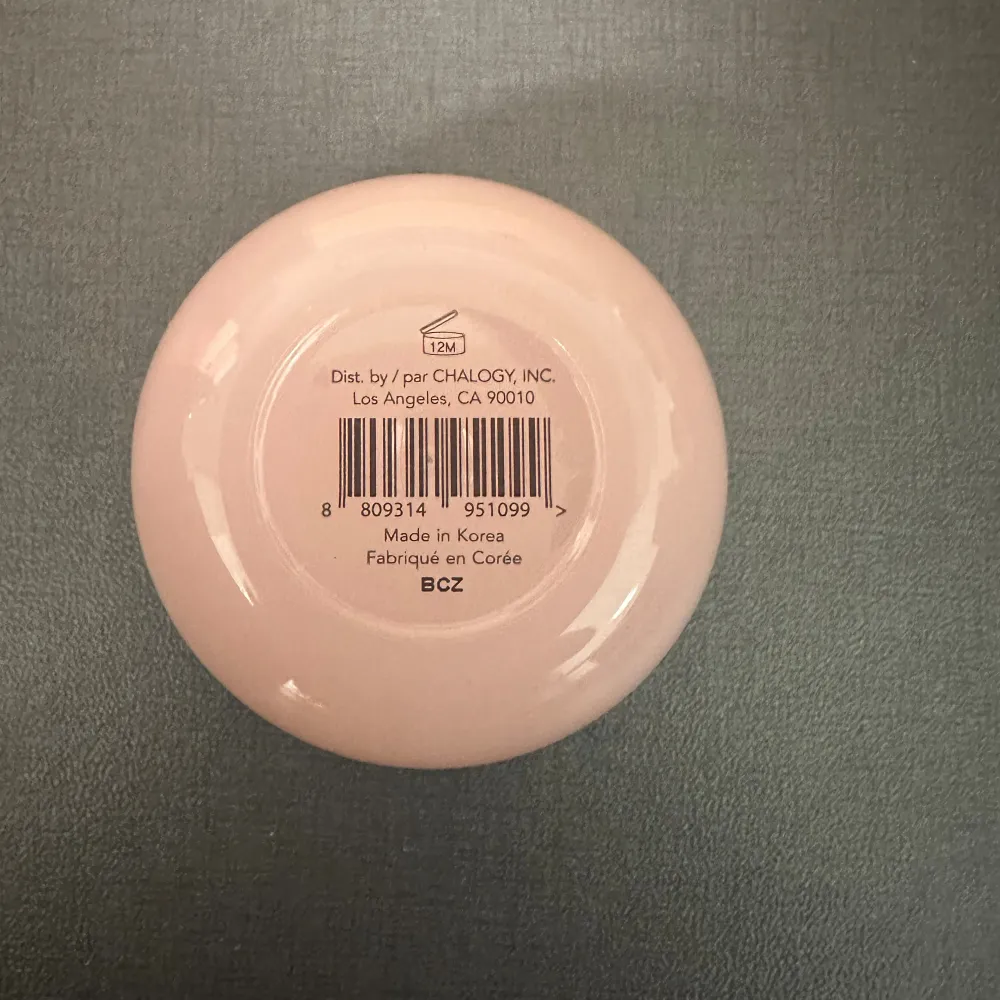 12M
Dist. by / par CHALOGY, INC.
Los Angeles, CA 90010
8 809314 951099 >
Made in Korea
Fabriqué en Corée
BCZ